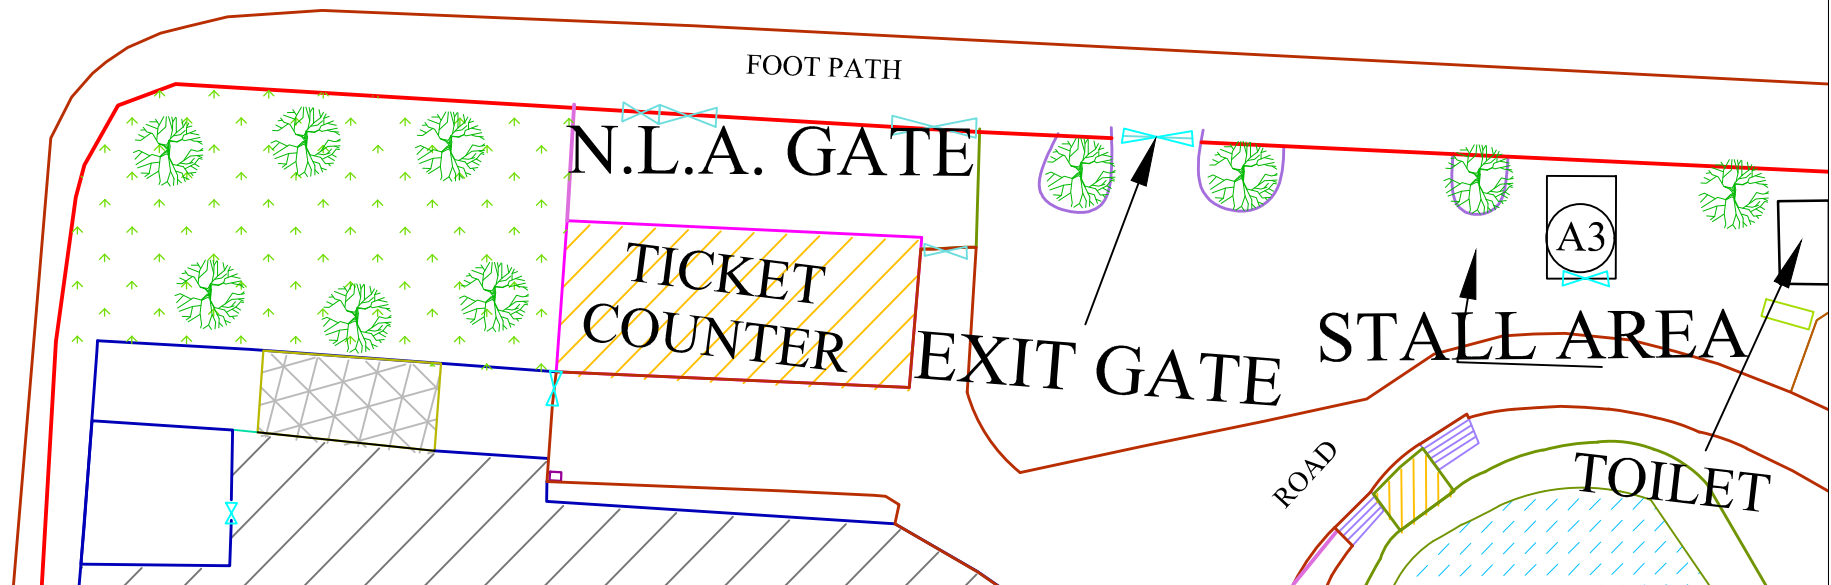 FOOT PATH
N.L.A. GATE
TICKET
COUNTER
A3
EXIT GATE
STALL AREA
ROAD
TOILET